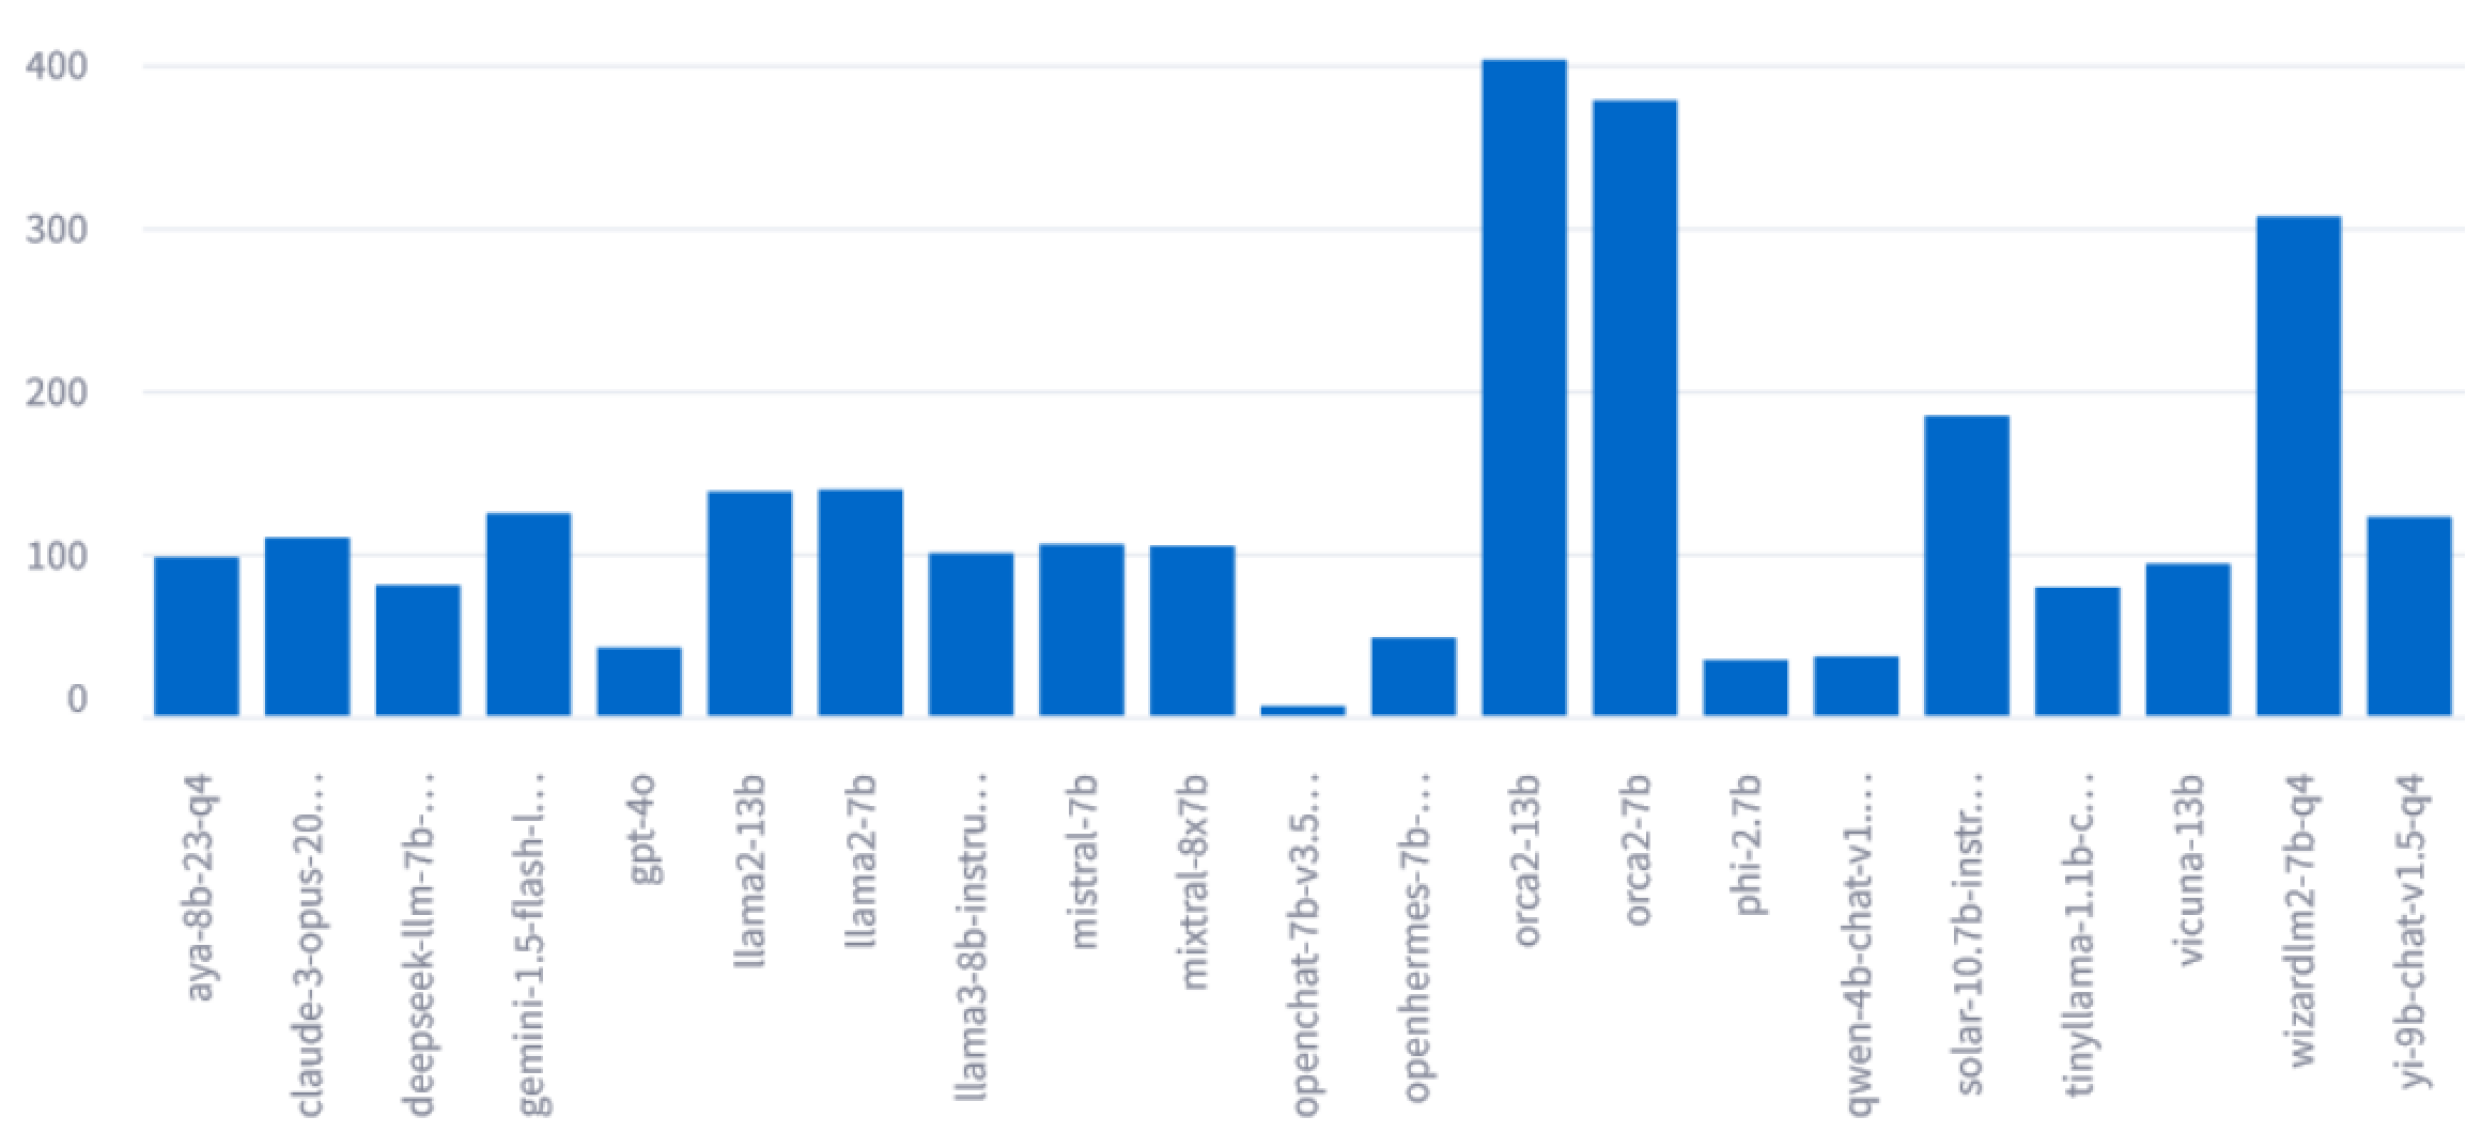 400
300
200
100
0
aya-8b-23-q4
claude-3-opus-20...
deepseek-llm-7b-...
gemini-1.5-flash-l...
gpt-4o
llama2-13b
llama2-7b
llama3-8b-instru...
mistral-7b
mixtral-8x7b
openchat-7b-v3.5...
openhermes-7b-...
orca2-13b
orca2-7b
phi-2.7b
qwen-4b-chat-v1....
solar-10.7b-instr...
tinyllama-1.1b-c...
vicuna-13b
wizardlm2-7b-q4
yi-9b-chat-v1.5-q4